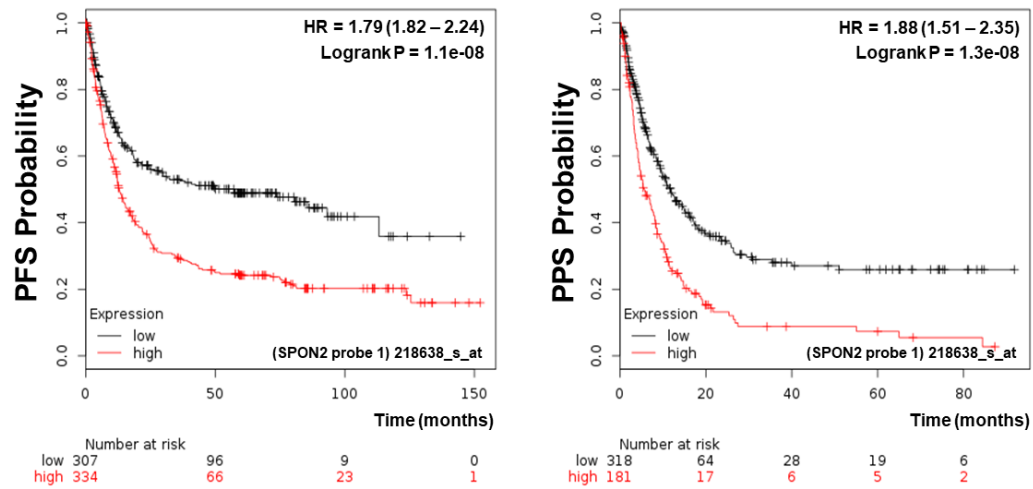 HR = 1.79 (1.82 – 2.24)
Logrank P = 1.1e-08
PFS Probability
1.0
0.8
0.6
0.4
0.2
0.0
Expression
low
high
(SPON2 probe 1) 218638_s_at
0 50 100 150
Time (months)
Number at risk
low 307 96 9 0
high 334 66 23 1
HR = 1.88 (1.51 – 2.35)
Logrank P = 1.3e-08
PPS Probability
1.0
0.8
0.6
0.4
0.2
0.0
Expression
low
high
(SPON2 probe 1) 218638_s_at
0 20 40 60 80
Time (months)
Number at risk
low 318 64 28 19 6
high 181 17 6 5 2